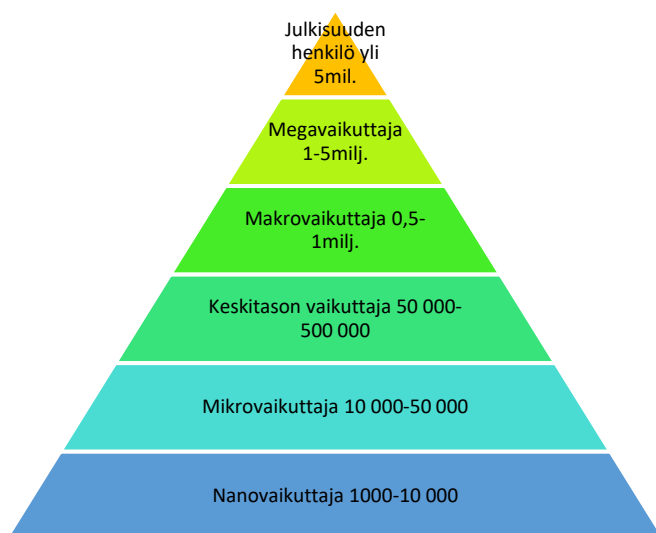 Julkisuuden
henkilö yli
5mil.
Megavaikuttaja
1-5milj.
Makrovaikuttaja 0,5-
1milj.
Keskitason vaikuttaja 50 000-
500 000
Mikrovaikuttaja 10 000-50 000
Nanovaikuttaja 1000-10 000